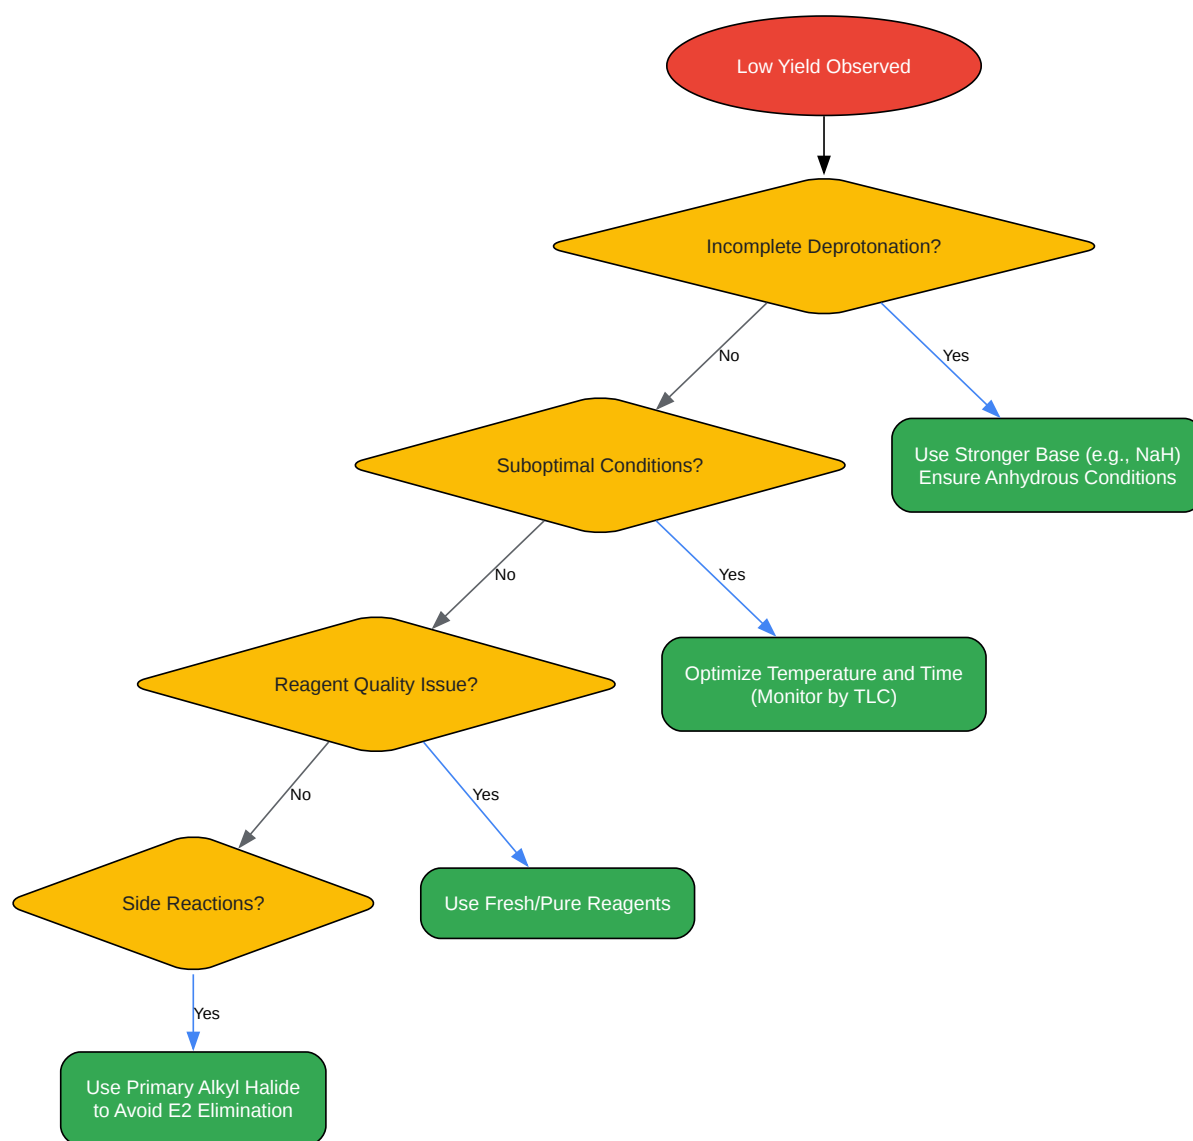 Low Yield Observed
Incomplete Deprotonation?
No
Yes
Suboptimal Conditions?
Use Stronger Base (e.g., NaH)
Ensure Anhydrous Conditions
No
Yes
Reagent Quality Issue?
Optimize Temperature and Time
(Monitor by TLC)
No
Yes
Side Reactions?
Use Fresh/Pure Reagents
Yes
Use Primary Alkyl Halide
to Avoid E2 Elimination